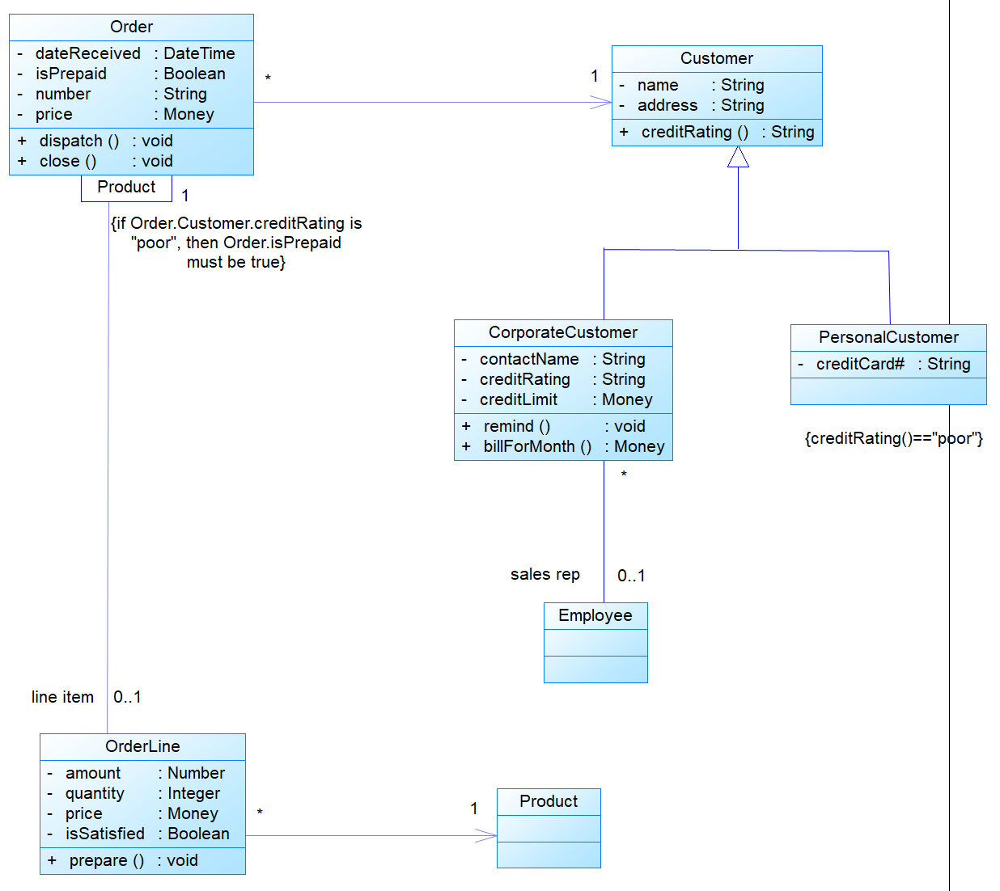 Order
- dateReceived : DateTime
- isPrepaid : Boolean
- number : String
- price : Money
+ dispatch () : void
+ close () : void
Product
1
{if Order.Customer.creditRating is
"poor", then Order.isPrepaid
must be true}
*
1
Customer
- name : String
- address : String
+ creditRating () : String
CorporateCustomer
- contactName : String
- creditRating : String
- creditLimit : Money
+ remind () : void
+ billForMonth () : Money
PersonalCustomer
- creditCard# : String
{creditRating()=="poor"}
*
sales rep 0..1
Employee
line item 0..1
OrderLine
- amount : Number
- quantity : Integer
- price : Money
- isSatisfied : Boolean
+ prepare () : void
*
1
Product